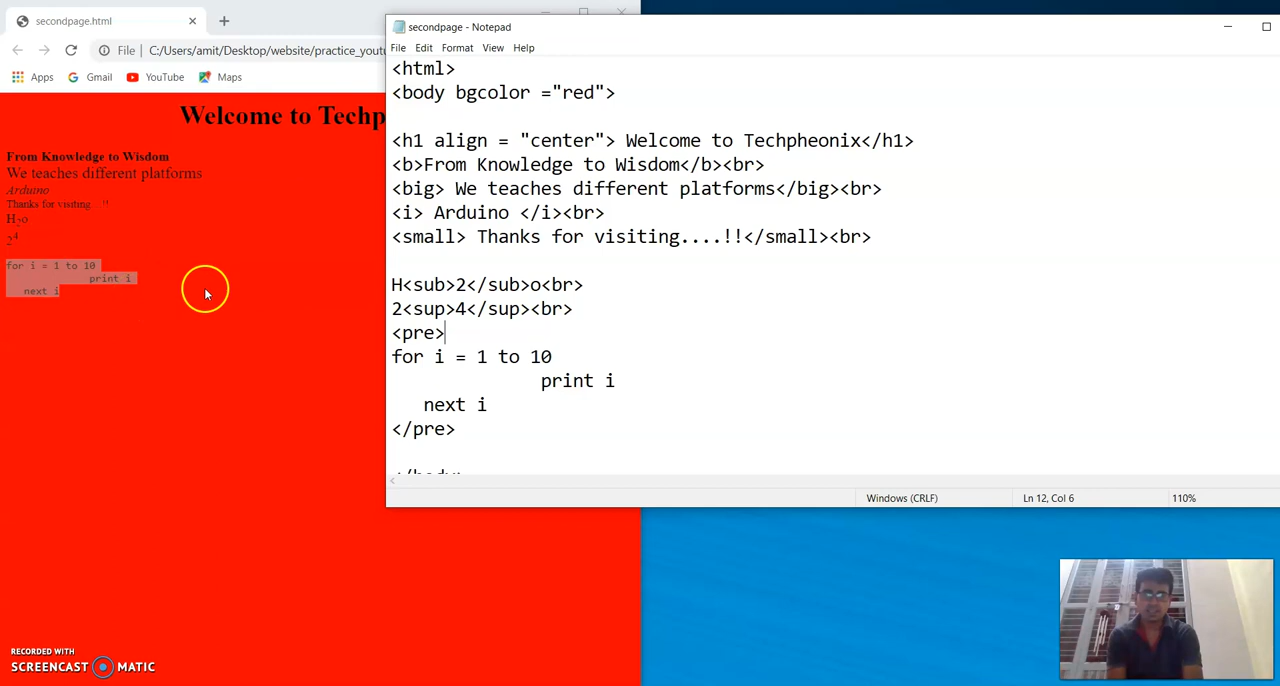 secondpage.html
File
C:/Users/amit/Desktop/website/practice_youtu
Apps
Gmail
YouTube
Maps
Welcome to Techp
From Knowledge to Wisdom
We teaches different platforms
Arduino
Thanks for visiting....!!
H2o
24
for i = 1 to 10
print i
next i
RECORDED WITH
SCREENCAST MATIC
secondpage - Notepad
File Edit Format View Help
<html>
<body bgcolor ="red">
<h1 align = "center"> Welcome to Techpheonix</h1>
<b>From Knowledge to Wisdom</b><br>
<big> We teaches different platforms</big><br>
<i> Arduino </i><br>
<small> Thanks for visiting....!!</small><br>
H<sub>2</sub>o<br>
2<sup>4</sup><br>
<pre>
for i = 1 to 10
print i
next i
</pre>
</body>
Windows (CRLF)
Ln 12, Col 6
110%